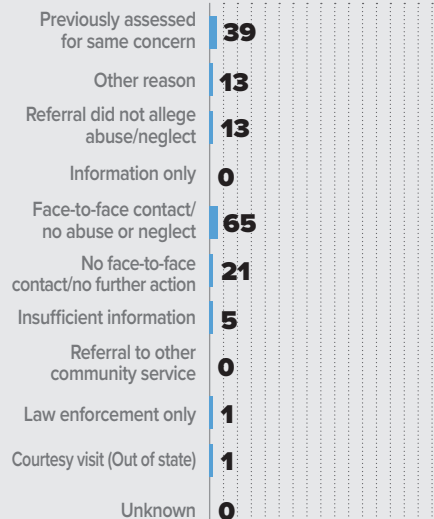 Previously assessed
for same concern
39
Other reason
13
Referral did not allege
abuse/neglect
13
Information only
0
Face-to-face contact/
no abuse or neglect
65
No face-to-face
contact/no further action
21
Insufficient information
5
Referral to other
community service
0
Law enforcement only
1
Courtesy visit (Out of state)
1
Unknown
0